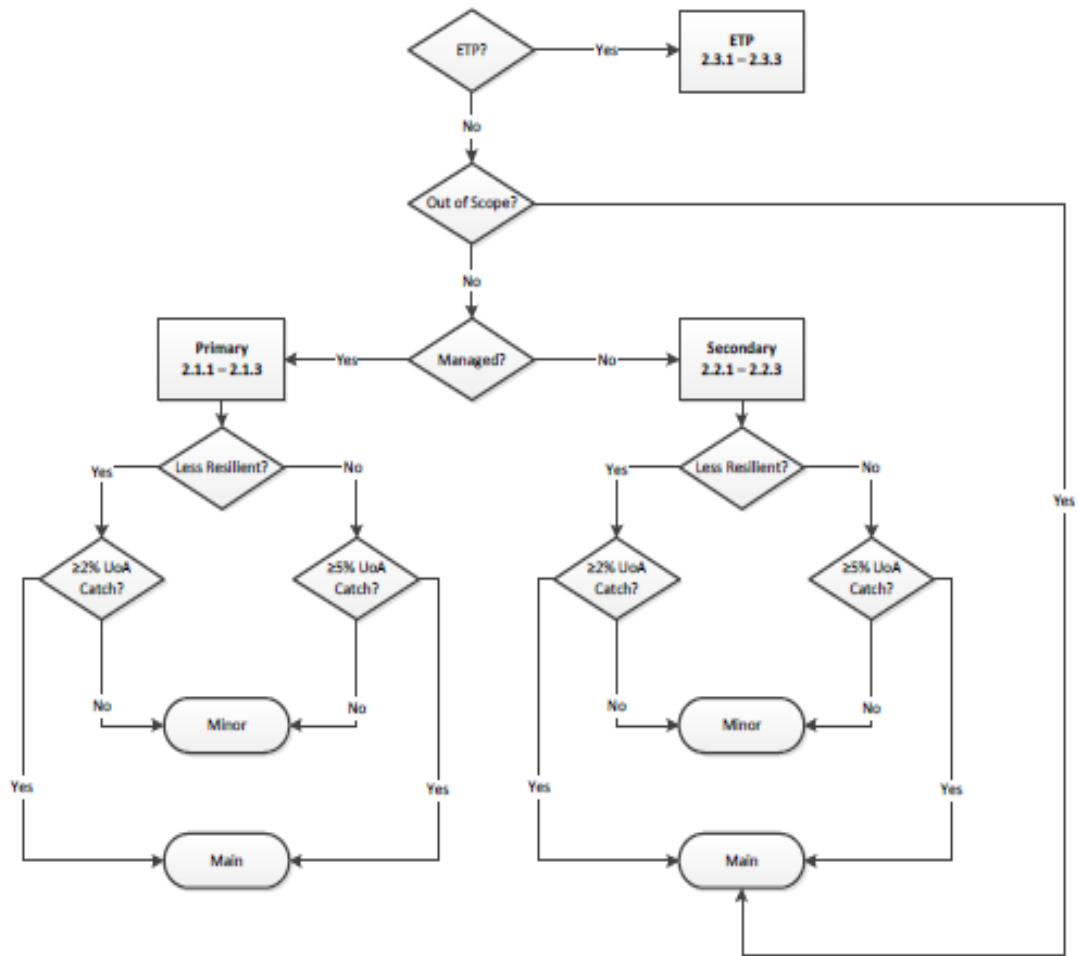 ETP?
Yes
ETP
2.3.1 – 2.3.3
No
Out of Scope?
No
Primary
2.1.1 – 2.1.3
Yes
Managed?
No
Secondary
2.2.1 – 2.2.3
Yes
Less Resilient?
No
Yes
Less Resilient?
No
Yes
≥2% UoA
Catch?
≥5% UoA
Catch?
≥2% UoA
Catch?
≥5% UoA
Catch?
No
Minor
No
No
Minor
No
Yes
Yes
Yes
Yes
Main
Main